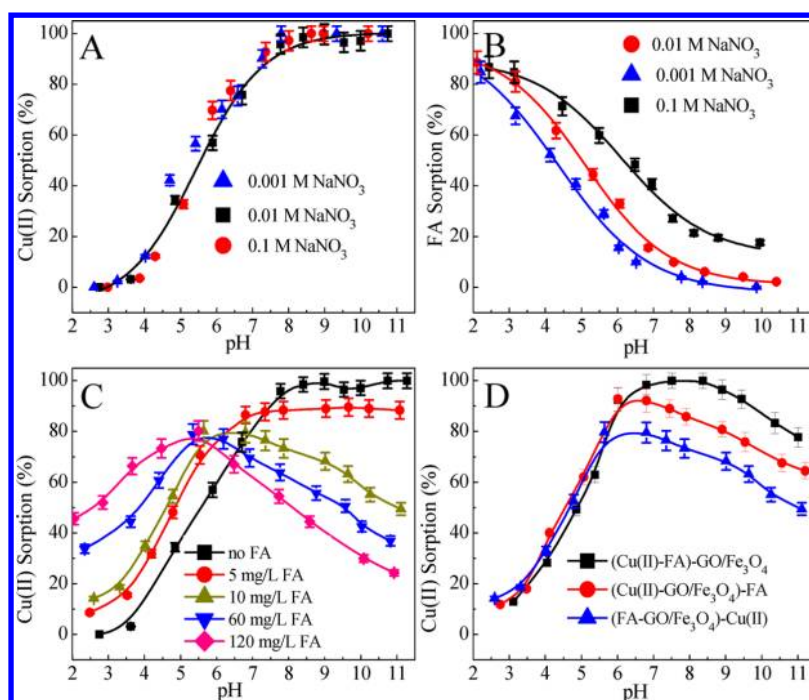 A
Cu(II) Sorption (%)
100
80
60
40
20
0
0.001 M NaNO3
0.01 M NaNO3
0.1 M NaNO3
2 3 4 5 6 7 8 9 10 11
pH
B
FA Sorption (%)
100
80
60
40
20
0
0.01 M NaNO3
0.001 M NaNO3
0.1 M NaNO3
2 3 4 5 6 7 8 9 10 11
pH
C
Cu(II) Sorption (%)
100
80
60
40
20
0
no FA
5 mg/L FA
10 mg/L FA
60 mg/L FA
120 mg/L FA
2 3 4 5 6 7 8 9 10 11
pH
D
Cu(II) Sorption (%)
100
80
60
40
20
0
(Cu(II)-FA)-GO/Fe3O4
(Cu(II)-GO/Fe3O4)-FA
(FA-GO/Fe3O4)-Cu(II)
2 3 4 5 6 7 8 9 10 11
pH